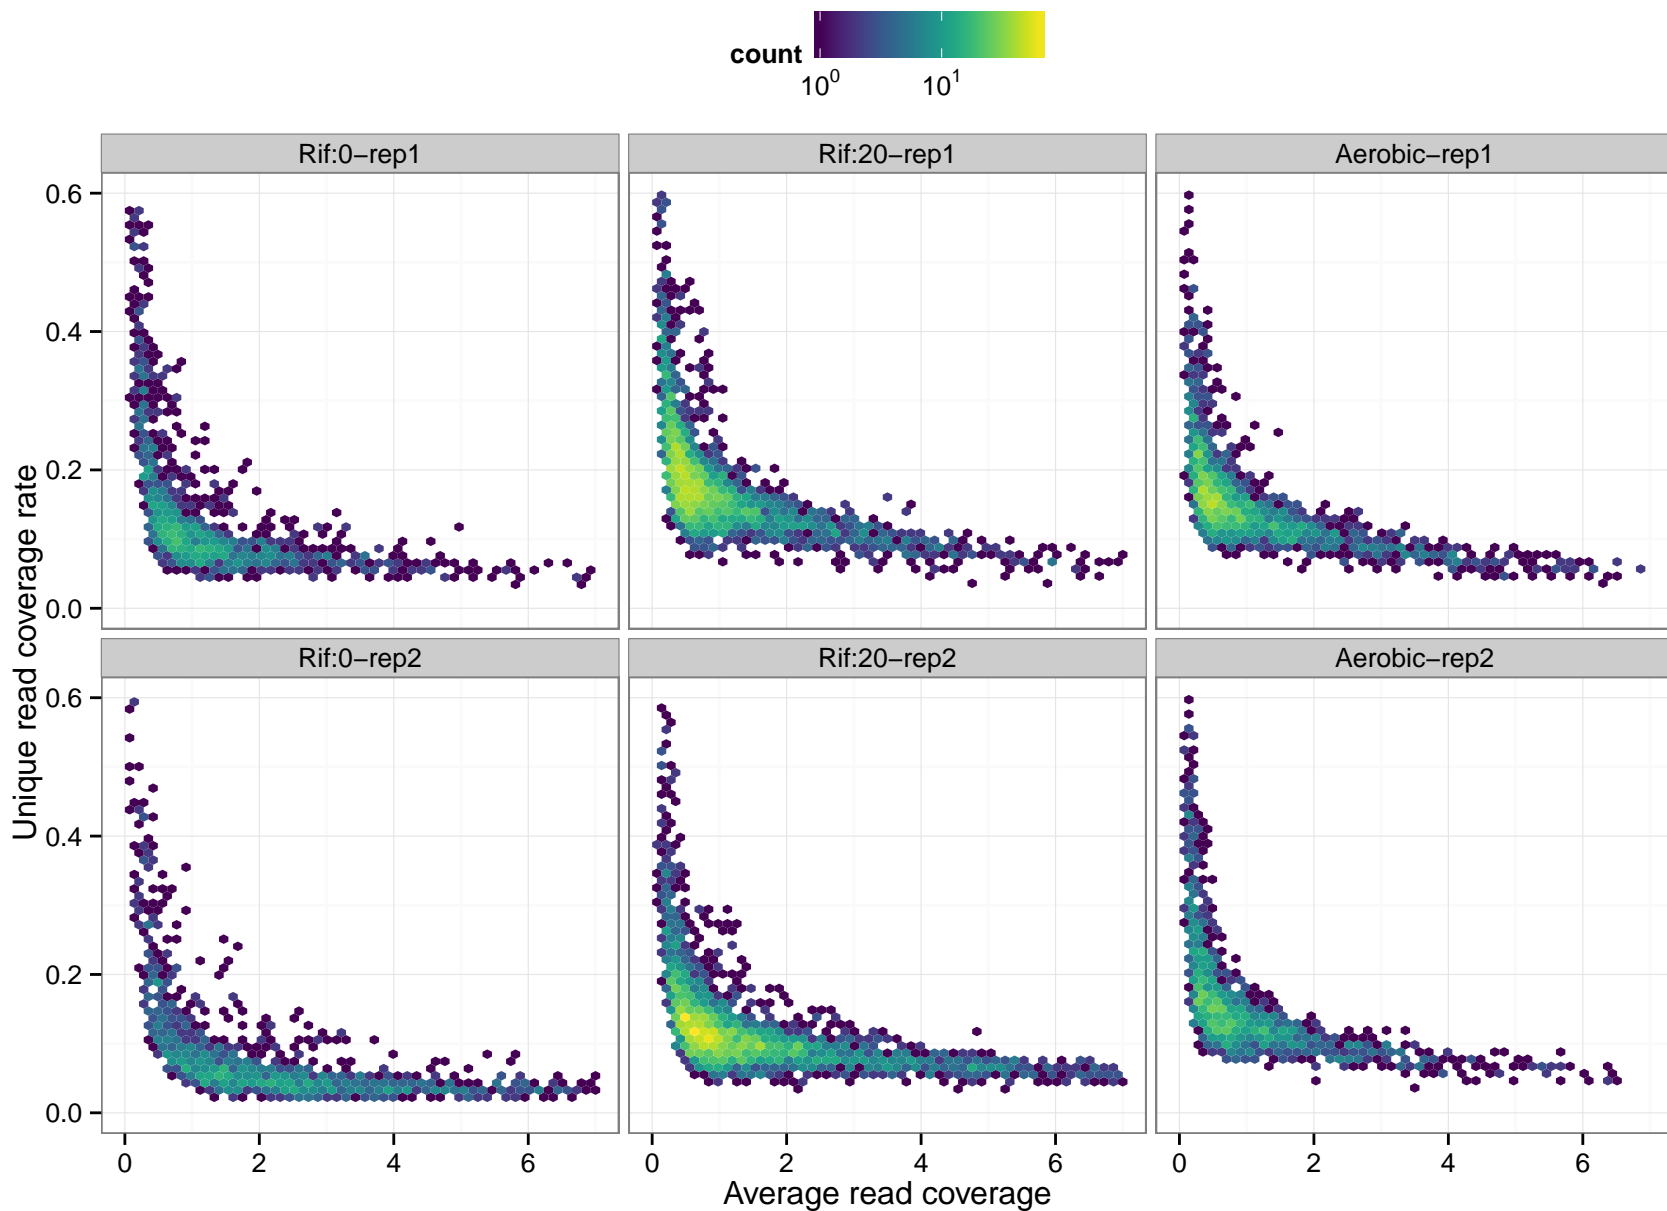 count
10⁰ 10¹
Rif:0−rep1 Rif:20−rep1 Aerobic−rep1
0.6
0.4
0.2
0.0
Unique read coverage rate
Rif:0−rep2 Rif:20−rep2 Aerobic−rep2
0.6
0.4
0.2
0.0
0 2 4 6 0 2 4 6 0 2 4 6
Average read coverage